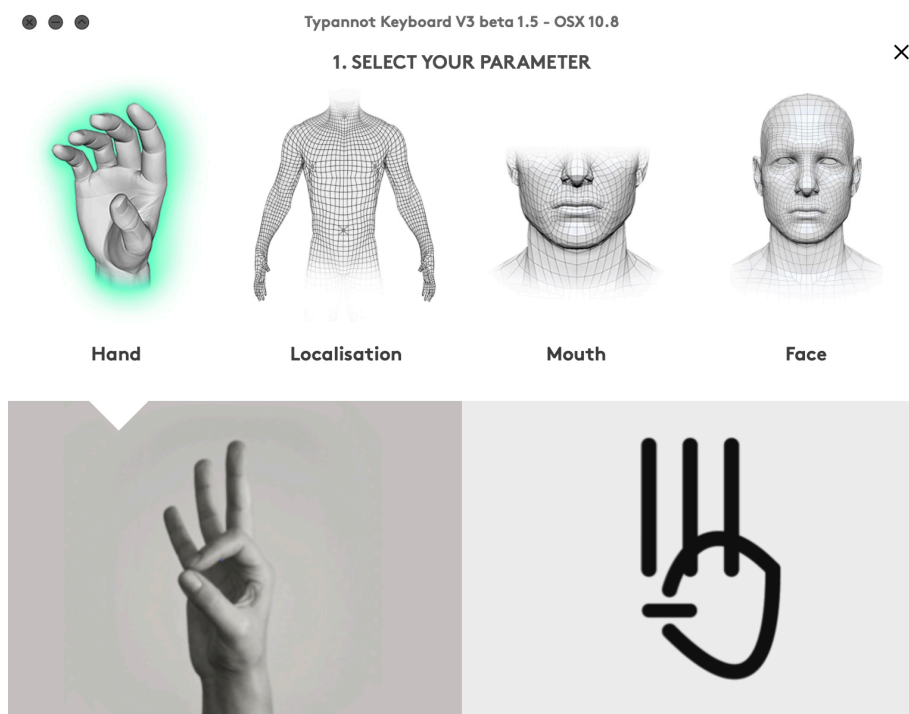 Typannot Keyboard V3 beta 1.5 - OSX 10.8
1. SELECT YOUR PARAMETER
Hand Localisation Mouth Face